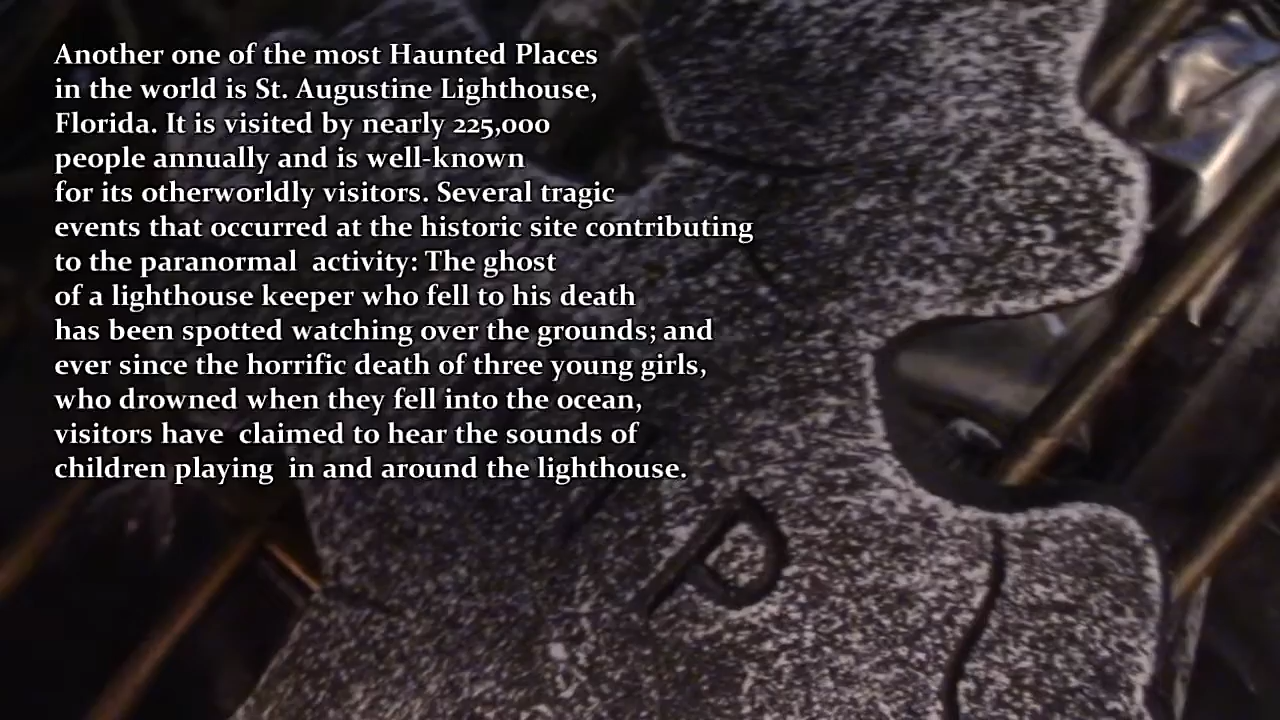 Another one of the most Haunted Places
in the world is St. Augustine Lighthouse,
Florida. It is visited by nearly 225,000
people annually and is well-known
for its otherworldly visitors. Several tragic
events that occurred at the historic site contributing
to the paranormal  activity: The ghost
of a lighthouse keeper who fell to his death
has been spotted watching over the grounds; and
ever since the horrific death of three young girls,
who drowned when they fell into the ocean,
visitors have  claimed to hear the sounds of
children playing  in and around the lighthouse.